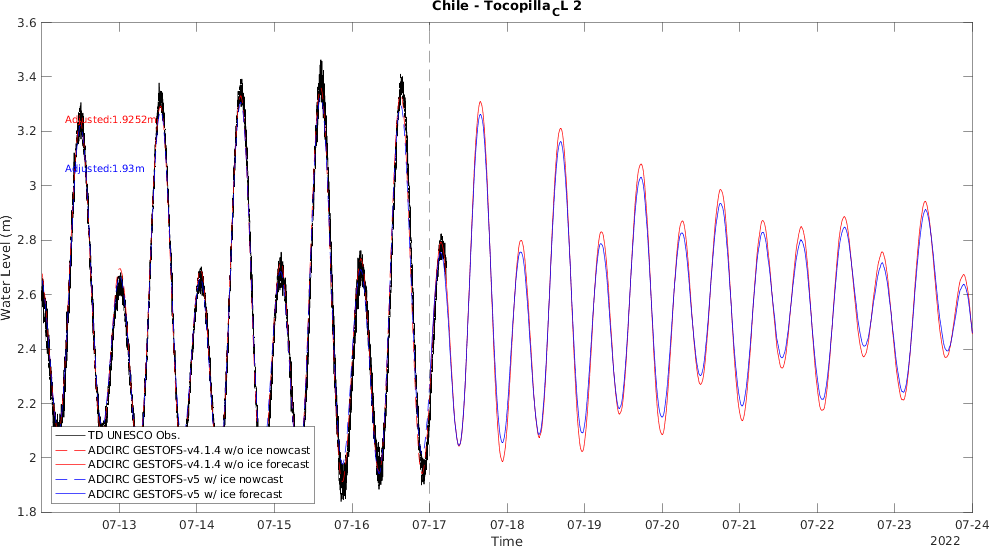 Chile - Tocopilla_CL 2
3.6
3.4
3.2
3
2.8
2.6
2.4
2.2
2
1.8
Water Level (m)
Adjusted:1.9252m
Adjusted:1.93m
TD UNESCO Obs.
ADCIRC GESTOFS-v4.1.4 w/o ice nowcast
ADCIRC GESTOFS-v4.1.4 w/o ice forecast
ADCIRC GESTOFS-v5 w/ ice nowcast
ADCIRC GESTOFS-v5 w/ ice forecast
07-13 07-14 07-15 07-16 07-17 07-18 07-19 07-20 07-21 07-22 07-23 07-24
Time
2022